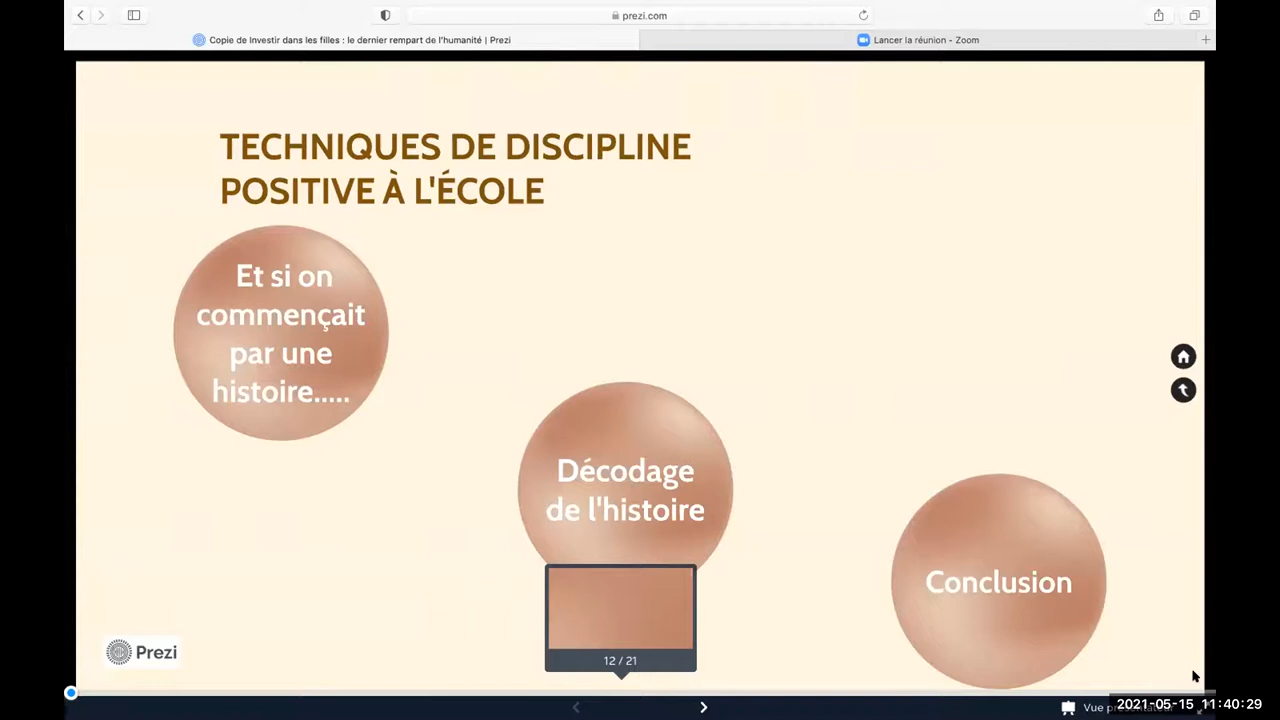 prezi.com
Copie de Investir dans les filles : le dernier rempart de l'humanité | Prezi
Lancer la réunion - Zoom
TECHNIQUES DE DISCIPLINE
POSITIVE À L'ÉCOLE
Et si on
commençait
par une
histoire.....
Décodage
de l'histoire
Conclusion
12 / 21
Prezi
Vue
2021-05-15 11:40:29